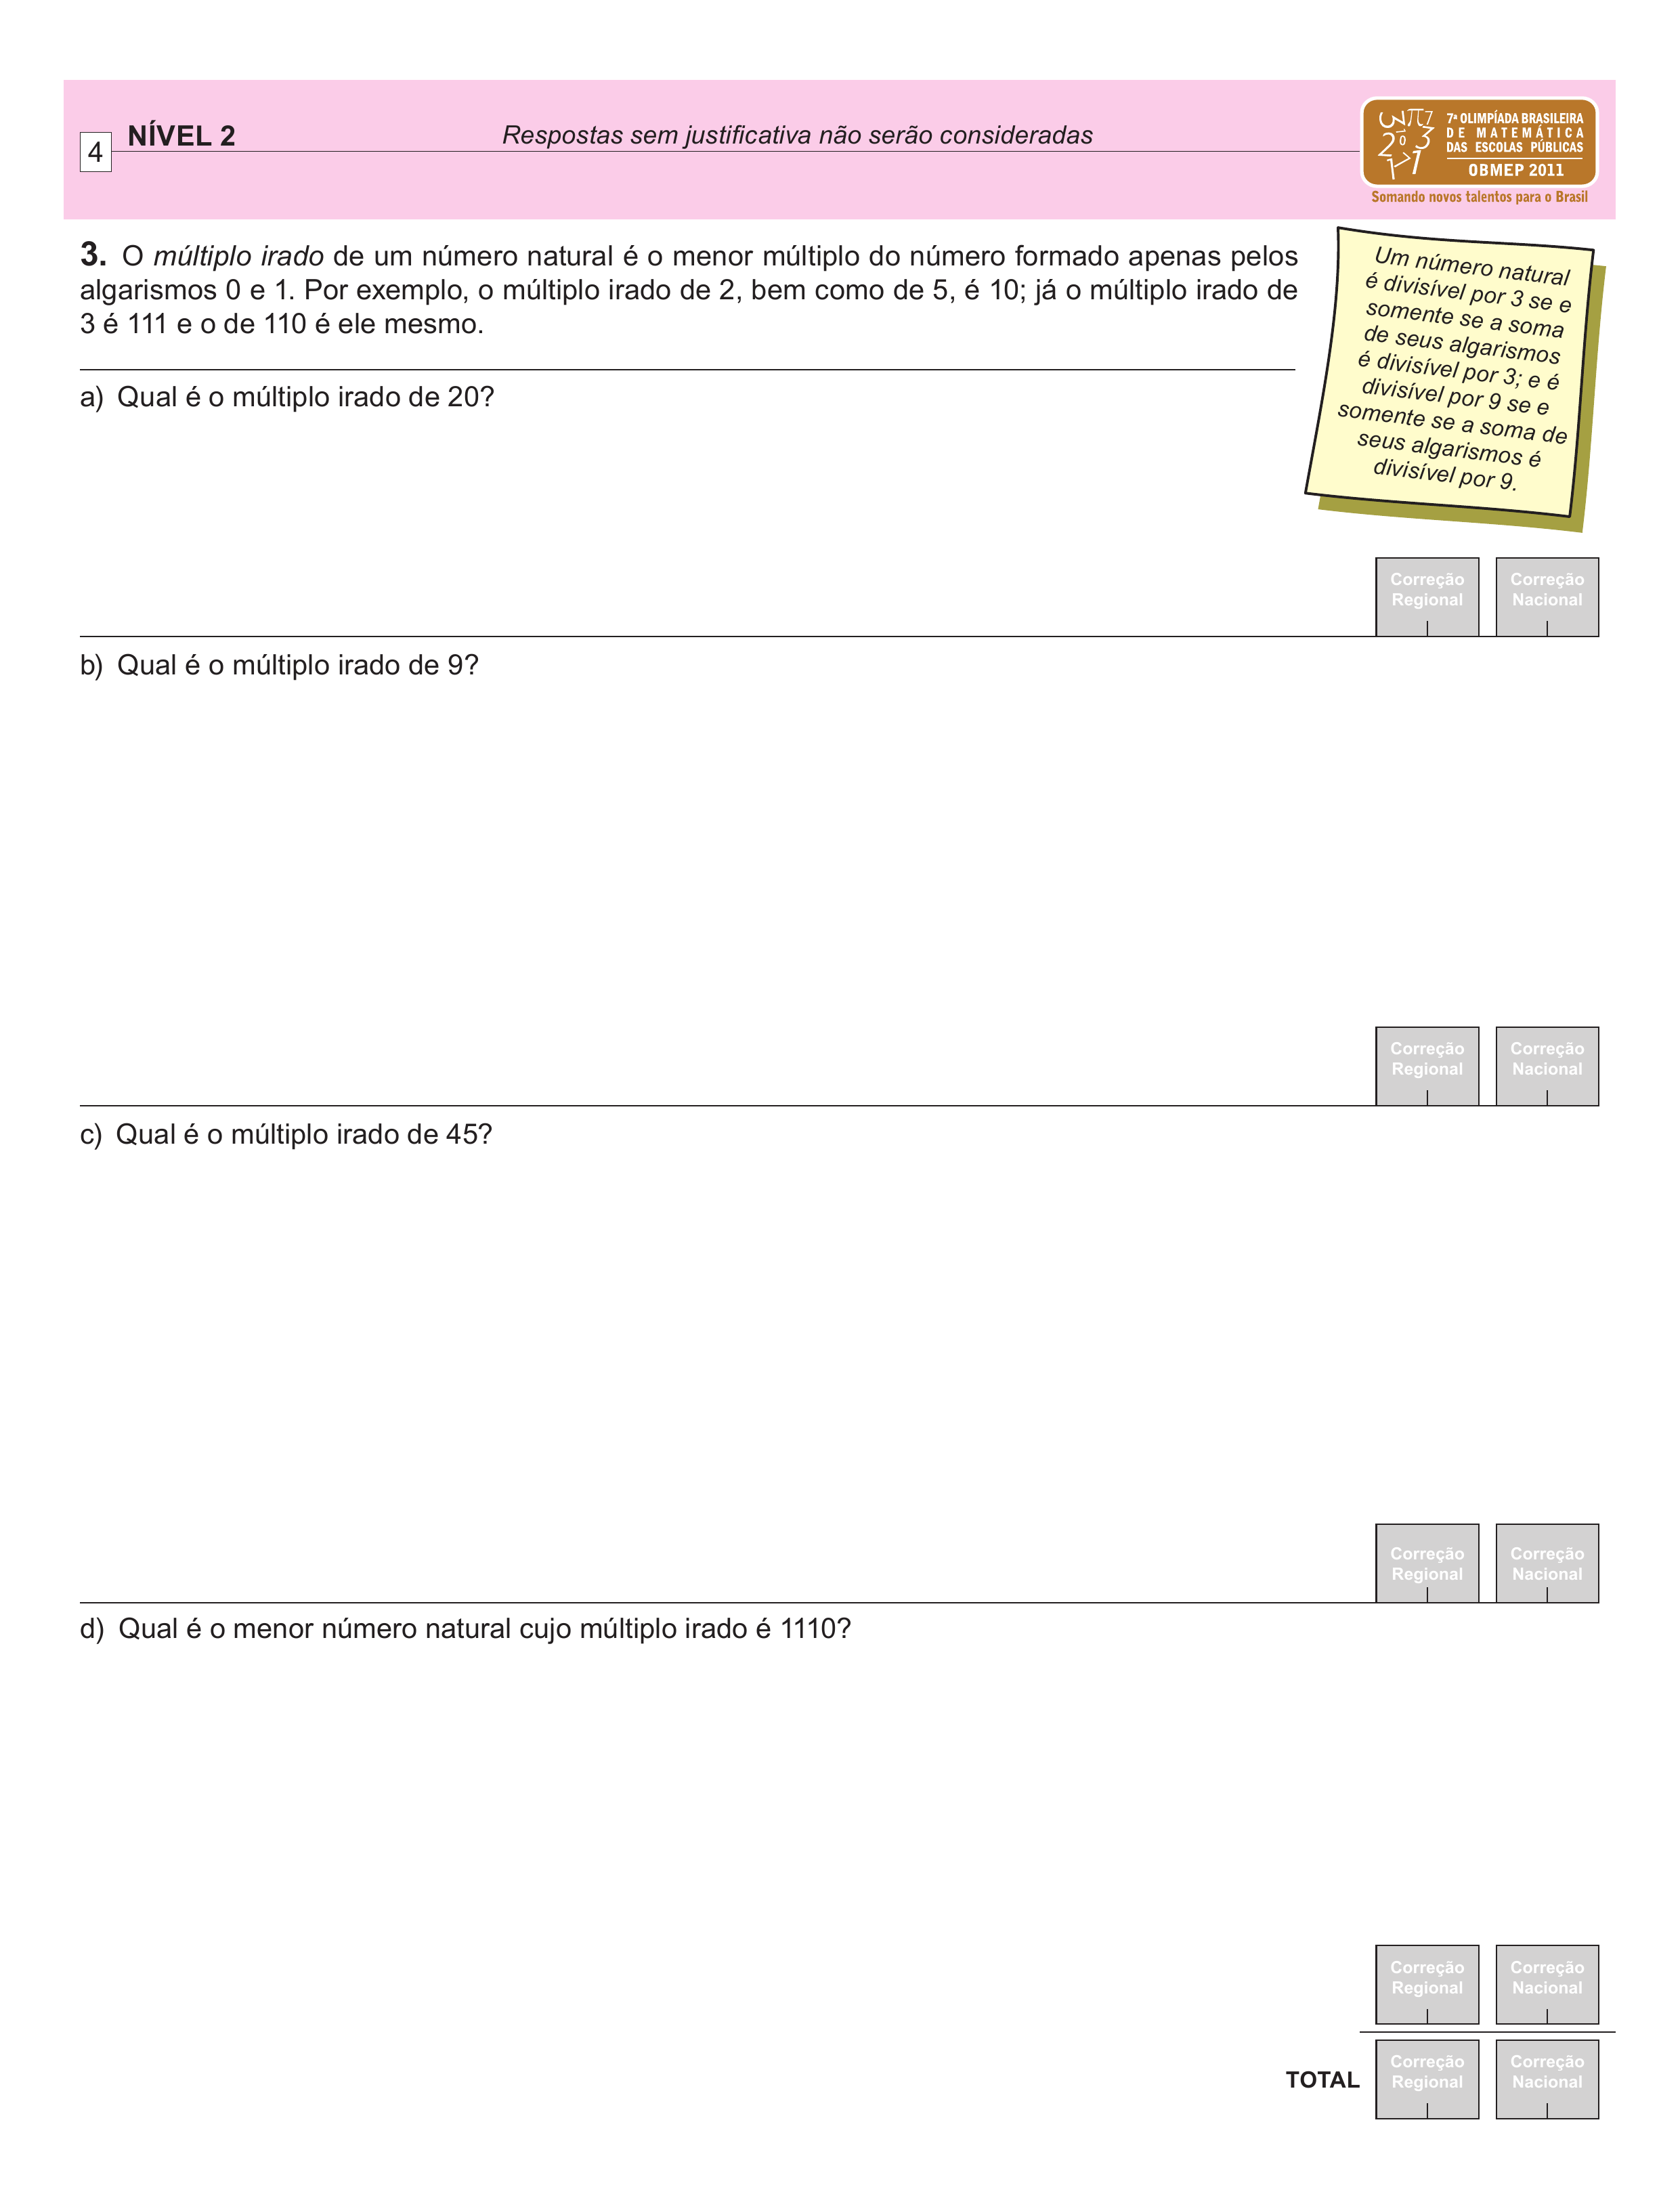 4
NÍVEL 2
Respostas sem justificativa não serão consideradas
7ª OLIMPÍADA BRASILEIRA
DE MATEMÁTICA
DAS ESCOLAS PÚBLICAS
OBMEP 2011
Somando novos talentos para o Brasil
3. O múltiplo irado de um número natural é o menor múltiplo do número formado apenas pelos
algarismos 0 e 1. Por exemplo, o múltiplo irado de 2, bem como de 5, é 10; já o múltiplo irado de
3 é 111 e o de 110 é ele mesmo.
Um número natural
é divisível por 3 se e
somente se a soma
de seus algarismos
é divisível por 3; e é
divisível por 9 se e
somente se a soma de
seus algarismos é
divisível por 9.
a) Qual é o múltiplo irado de 20?
Correção Regional
Correção Nacional
b) Qual é o múltiplo irado de 9?
Correção Regional
Correção Nacional
c) Qual é o múltiplo irado de 45?
Correção Regional
Correção Nacional
d) Qual é o menor número natural cujo múltiplo irado é 1110?
Correção Regional
Correção Nacional
TOTAL
Correção Regional
Correção Nacional